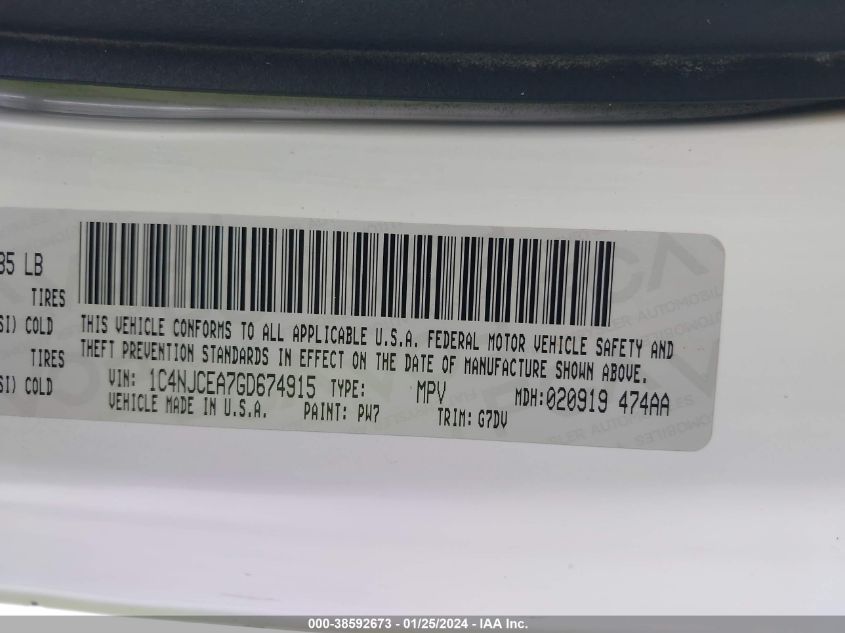 85 LB
TIRES
SI) COLD
TIRES
SI) COLD
THIS VEHICLE CONFORMS TO ALL APPLICABLE U.S.A. FEDERAL MOTOR VEHICLE SAFETY AND
THEFT PREVENTION STANDARDS IN EFFECT ON THE DATE OF MANUFACTURE SHOWN ABOVE.
VIN: 1C4NJCEA7GD674915 TYPE: MPV MDH:020919 474AA
VEHICLE MADE IN U.S.A. PAINT: PW7 TRIM: G7DV
000-38592673 - 01/25/2024 - IAA Inc.